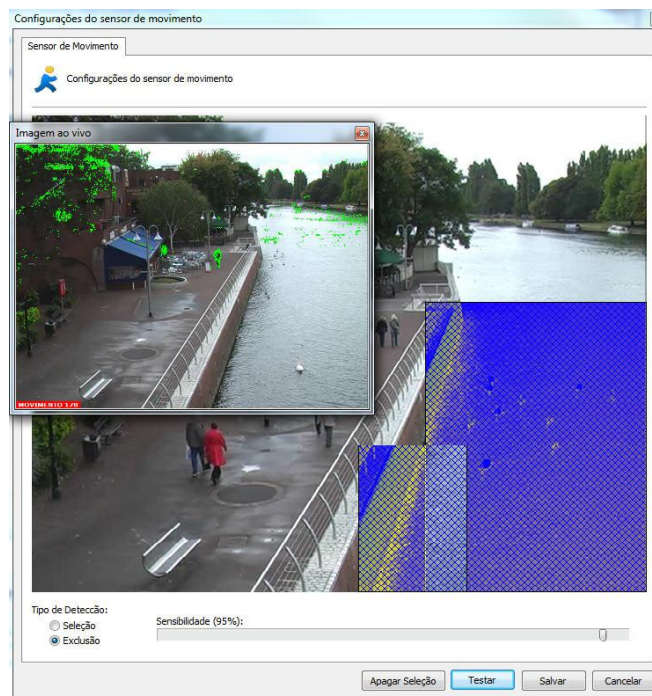 Configurações do sensor de movimento
Sensor de Movimento
Configurações do sensor de movimento
Imagem ao vivo
MOVIMENTO 178
Tipo de Detecção:
Seleção
Exclusão
Sensibilidade (95%):
Apagar Seleção
Testar
Salvar
Cancelar